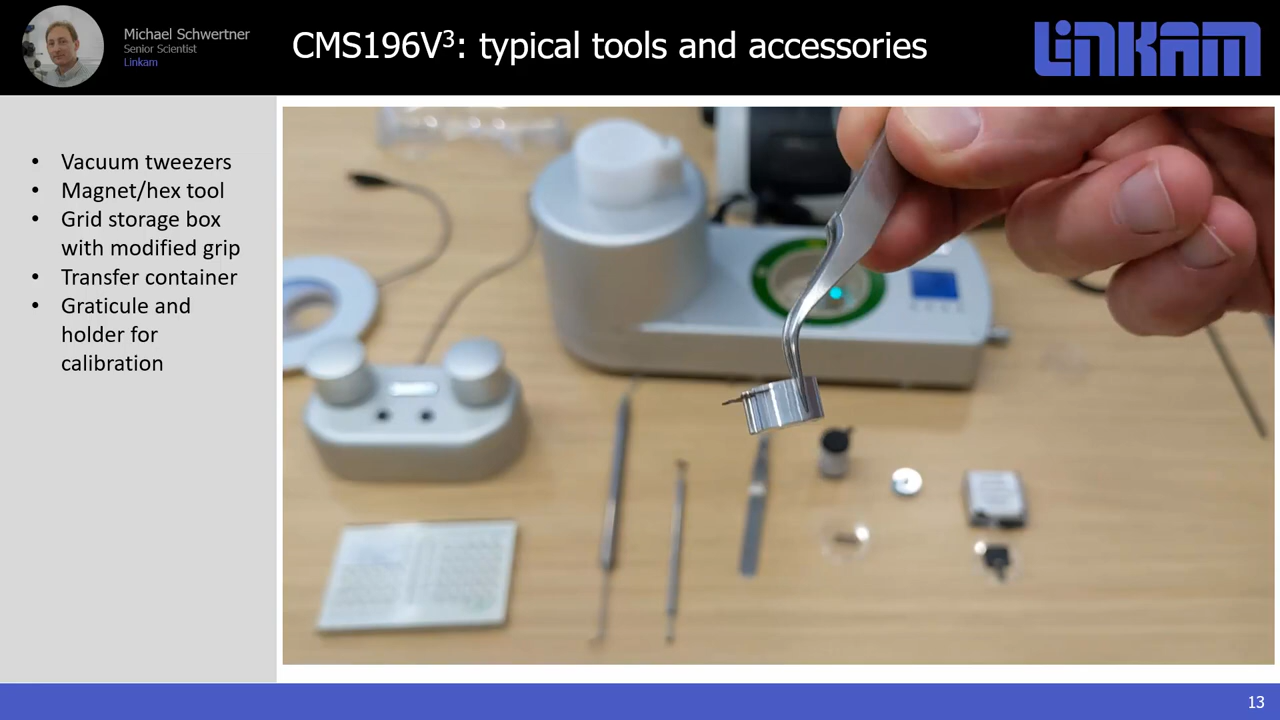 Michael Schwertner
Senior Scientist
Linkam
CMS196V³: typical tools and accessories
LINKAM
• Vacuum tweezers
• Magnet/hex tool
• Grid storage box
with modified grip
• Transfer container
• Graticule and
holder for
calibration
13